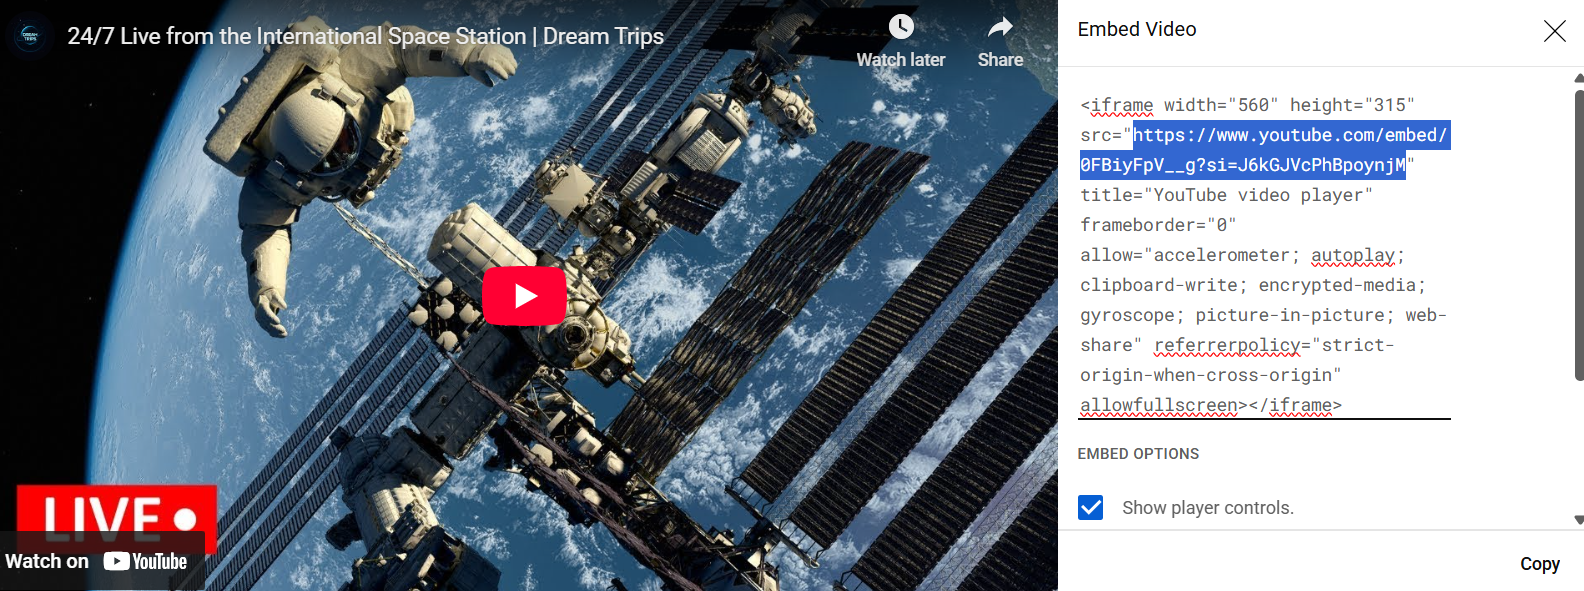 24/7 Live from the International Space Station | Dream Trips
Watch later
Share
DREAM
TRIPS
LIVE
Watch on YouTube
Embed Video
<iframe width="560" height="315"
src="https://www.youtube.com/embed/
0FBiyFpV__g?si=J6kGJVcPhBpoynjM"
title="YouTube video player"
frameborder="0"
allow="accelerometer; autoplay;
clipboard-write; encrypted-media;
gyroscope; picture-in-picture; web-
share" referrerpolicy="strict-
origin-when-cross-origin"
allowfullscreen></iframe>
EMBED OPTIONS
Show player controls.
Copy